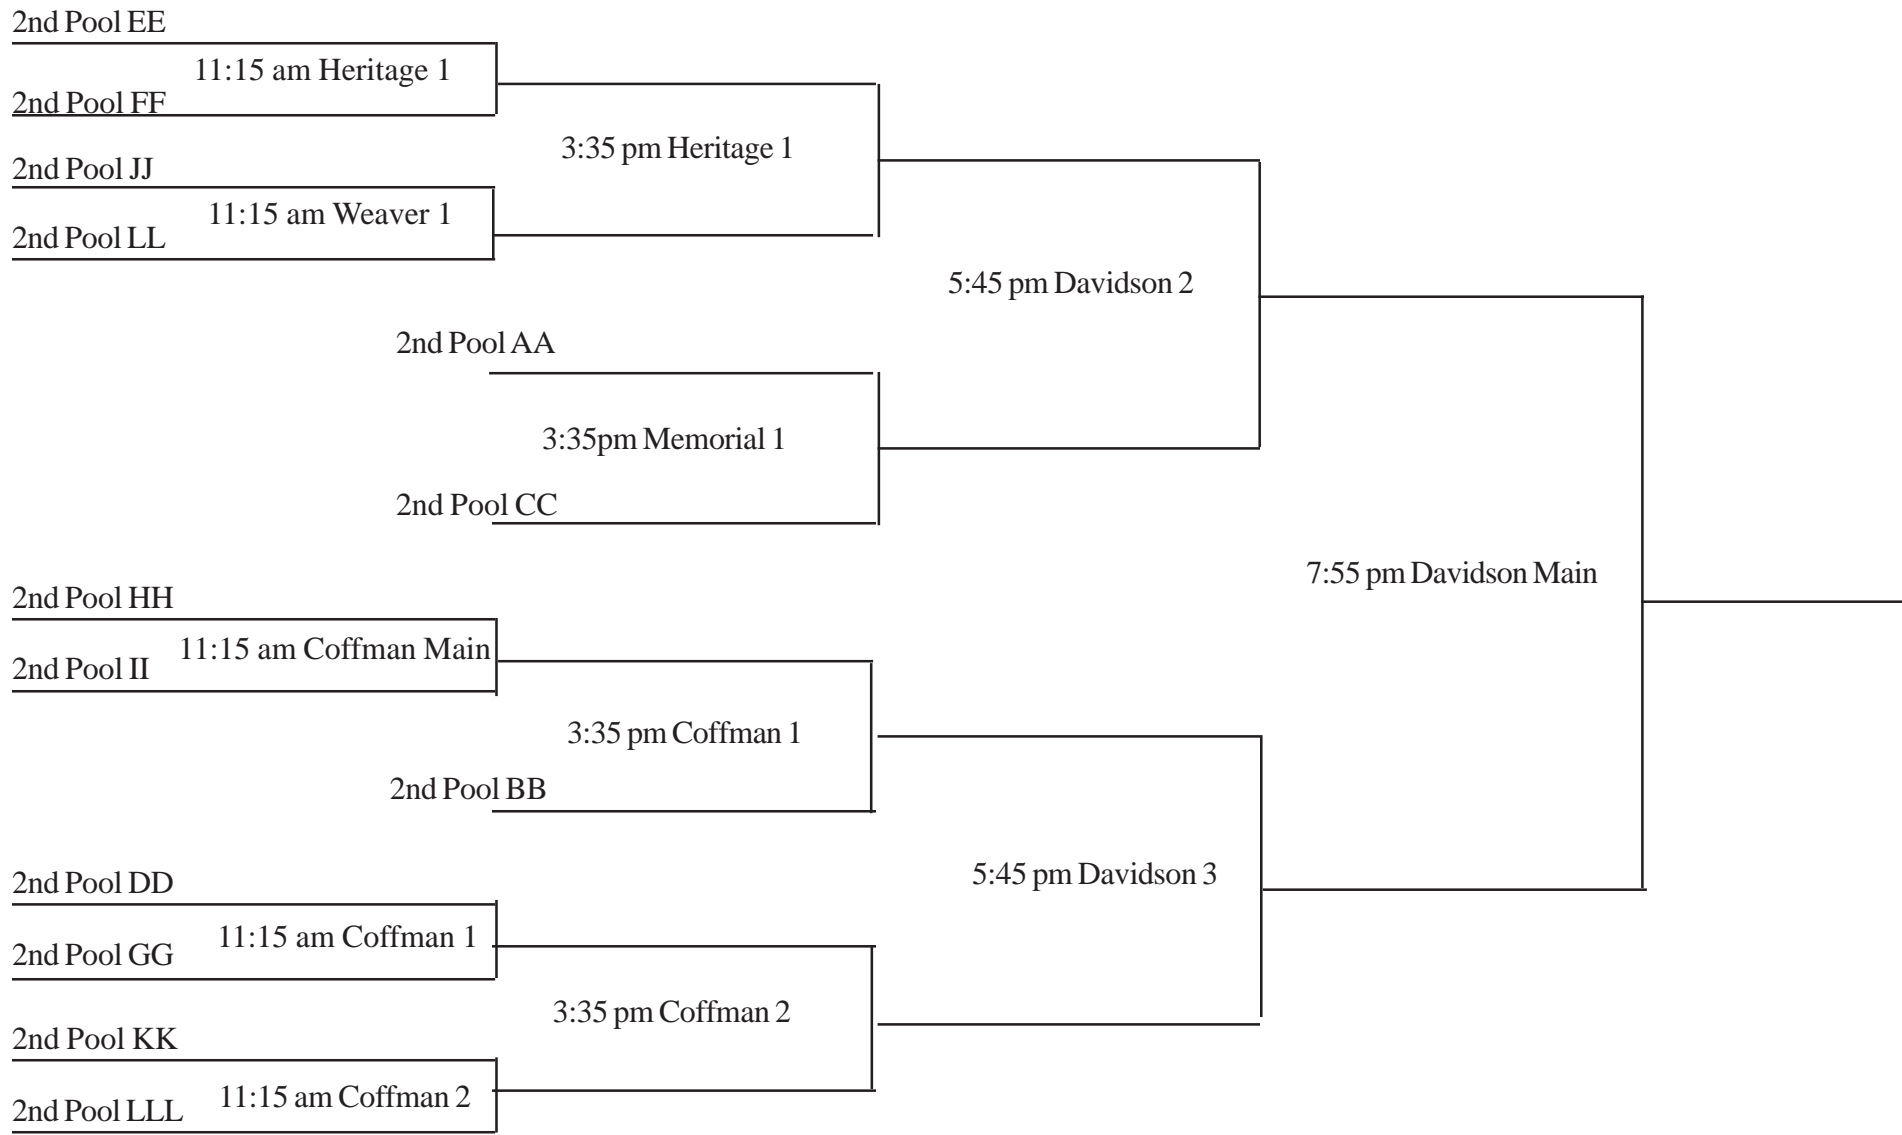 2nd Pool EE
11:15 am Heritage 1
2nd Pool FF
3:35 pm Heritage 1
2nd Pool JJ
11:15 am Weaver 1
2nd Pool LL
5:45 pm Davidson 2
2nd Pool AA
3:35pm Memorial 1
2nd Pool CC
7:55 pm Davidson Main
2nd Pool HH
11:15 am Coffman Main
2nd Pool II
3:35 pm Coffman 1
2nd Pool BB
5:45 pm Davidson 3
2nd Pool DD
11:15 am Coffman 1
2nd Pool GG
3:35 pm Coffman 2
2nd Pool KK
11:15 am Coffman 2
2nd Pool LLL